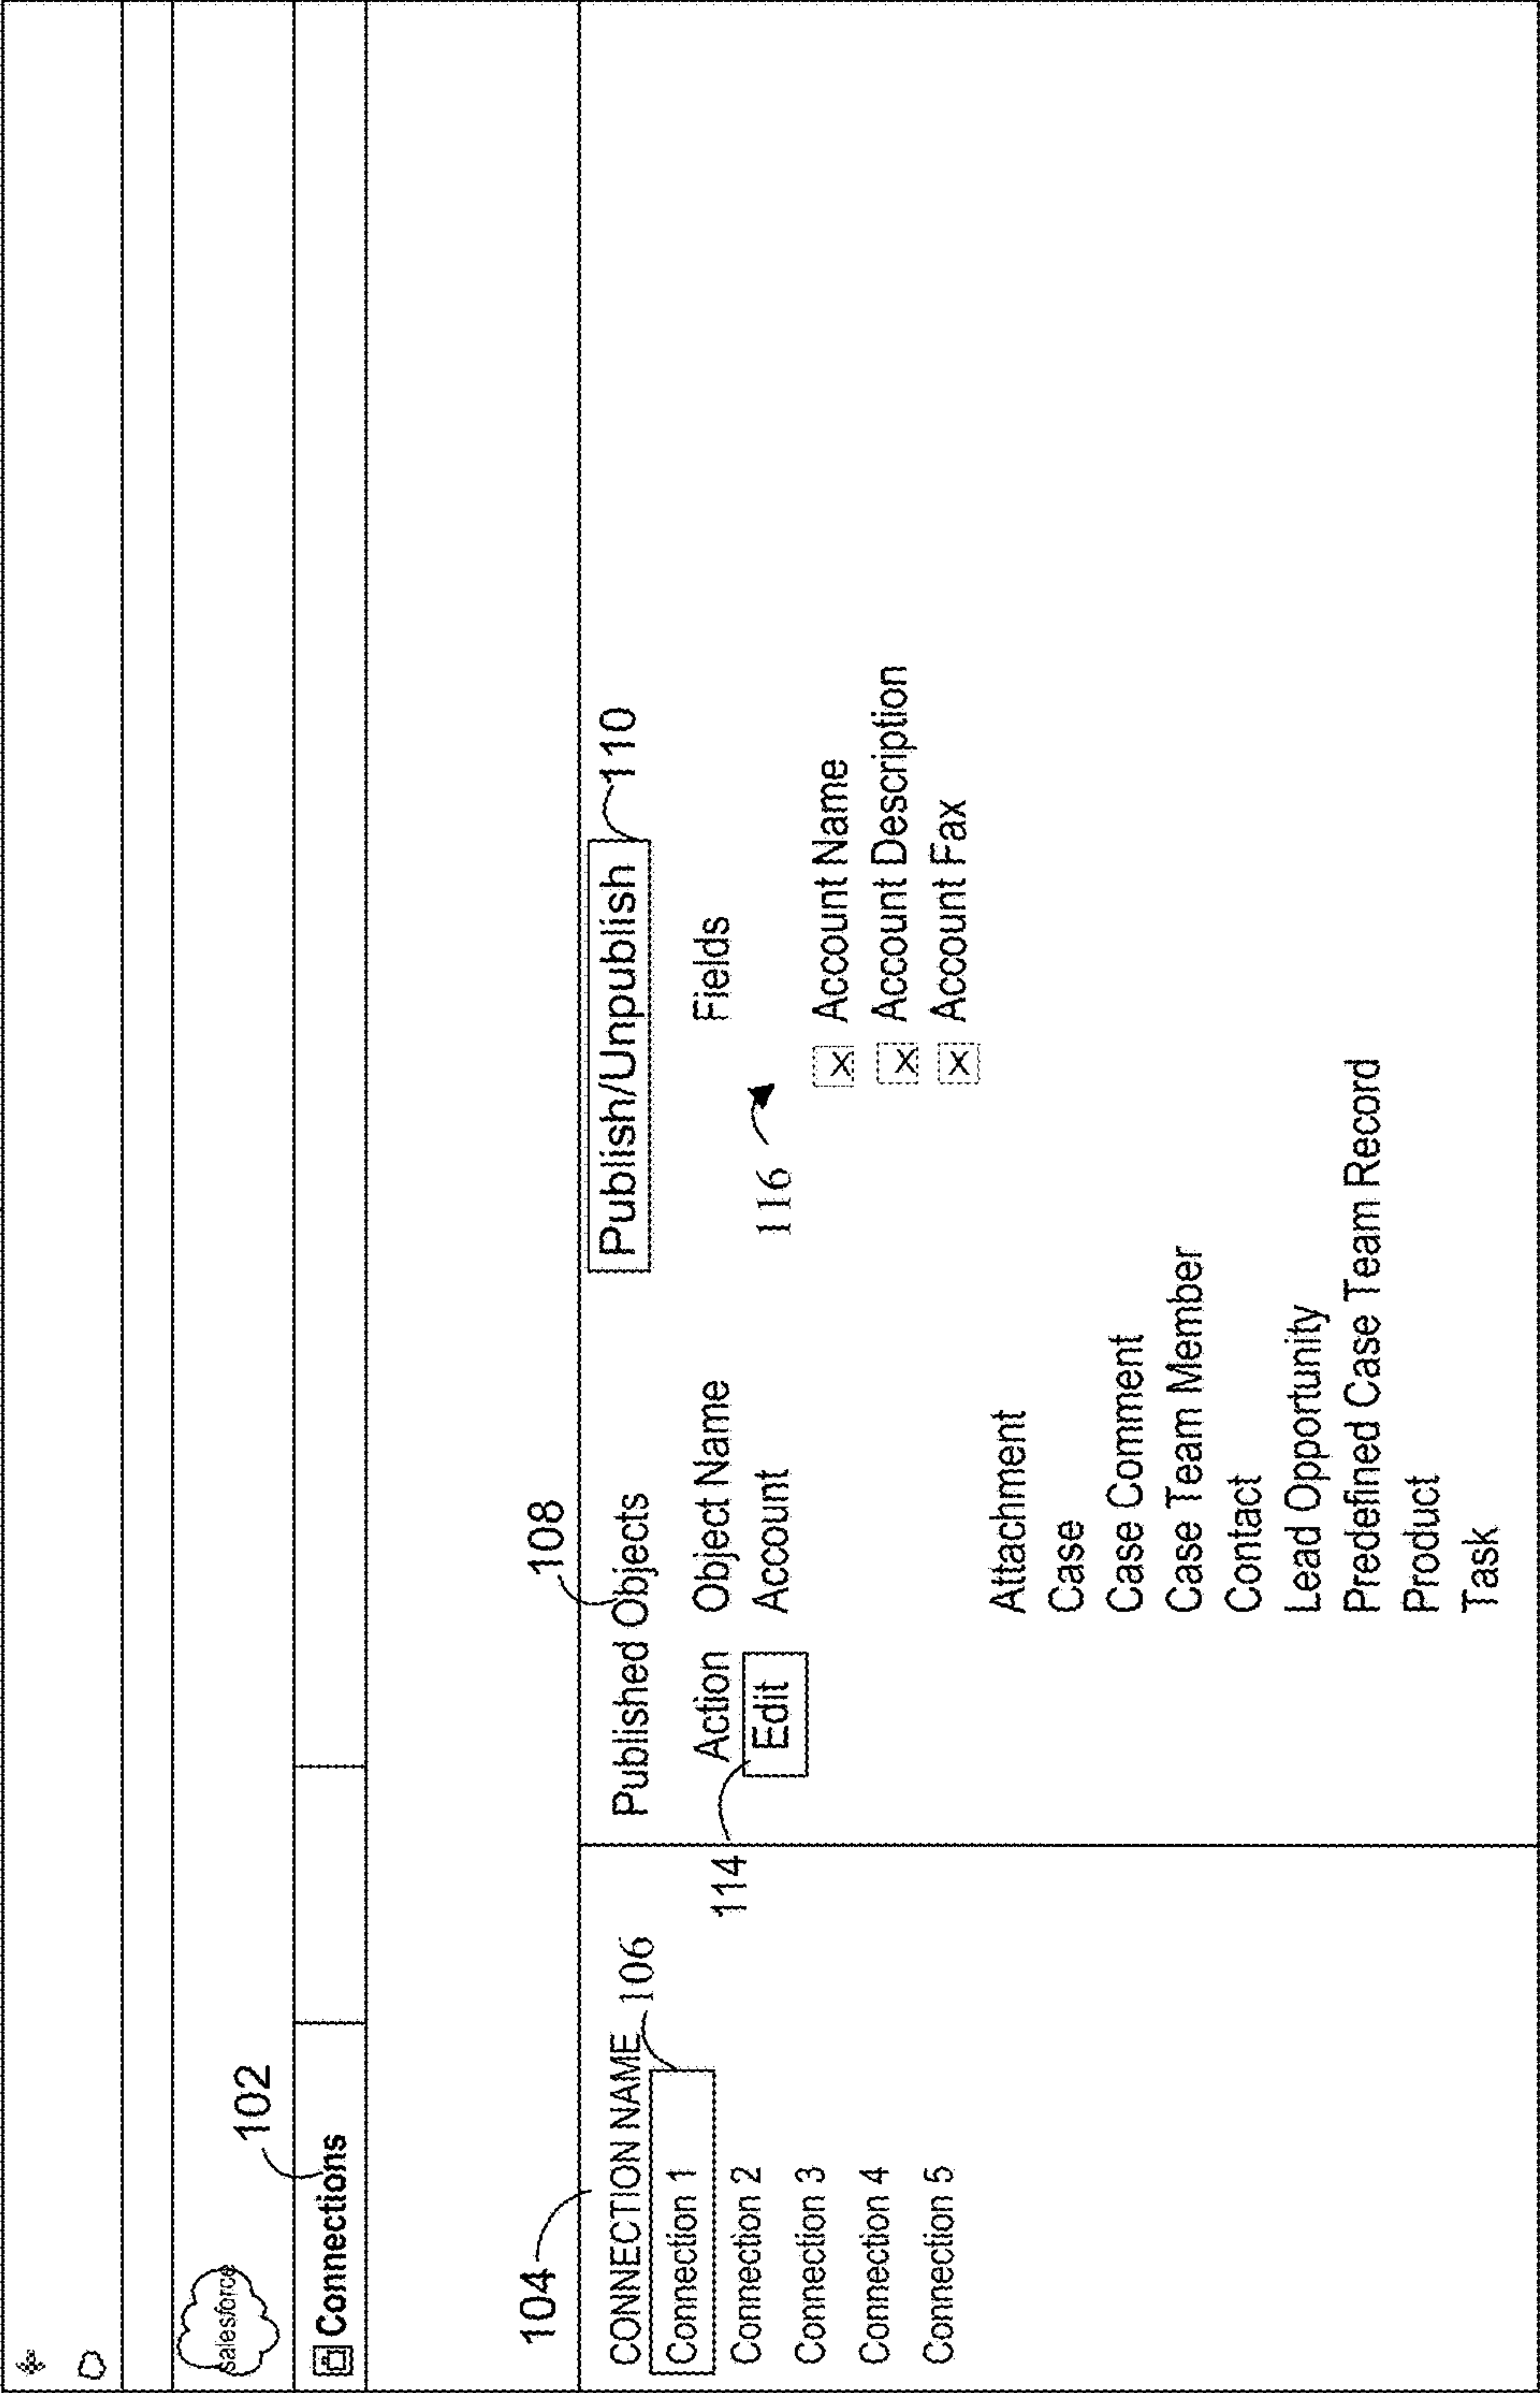 salesforce
102
Connections
104
CONNECTION NAME
106
Connection 1
Connection 2
Connection 3
Connection 4
Connection 5
108
Published Objects
Publish/Unpublish
110
Action Object Name Fields
114
Edit Account
116
X Account Name
X Account Description
X Account Fax
Attachment
Case
Case Comment
Case Team Member
Contact
Lead Opportunity
Predefined Case Team Record
Product
Task